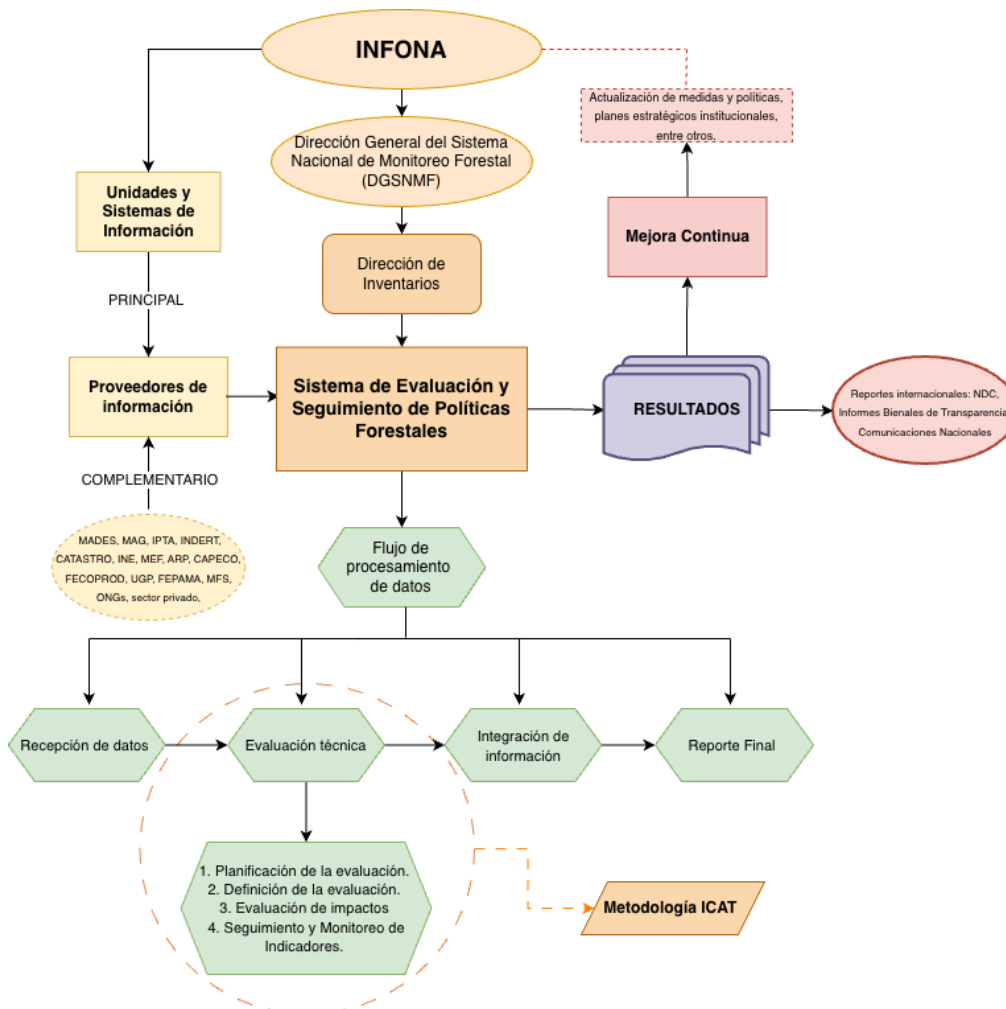 INFONA
Actualización de medidas y políticas,
planes estratégicos institucionales,
entre otros.
Dirección General del Sistema
Nacional de Monitoreo Forestal
(DGSNMF)
Unidades y
Sistemas de
Información
Mejora Continua
Dirección de
Inventarios
PRINCIPAL
Proveedores de
información
Sistema de Evaluación y
Seguimiento de Políticas
Forestales
RESULTADOS
Reportes internacionales: NDC,
Informes Bienales de Transparencia
Comunicaciones Nacionales
COMPLEMENTARIO
MADES, MAG, IPTA, INDERT,
CATASTRO, INE, MEF, ARP, CAPECO,
FECOPROD, UGP, FEPAMA, MFS,
ONGs, sector privado,
Flujo de
procesamiento
de datos
Recepción de datos
Evaluación técnica
Integración de
información
Reporte Final
1. Planificación de la evaluación.
2. Definición de la evaluación.
3. Evaluación de impactos
4. Seguimiento y Monitoreo de
Indicadores.
Metodología ICAT